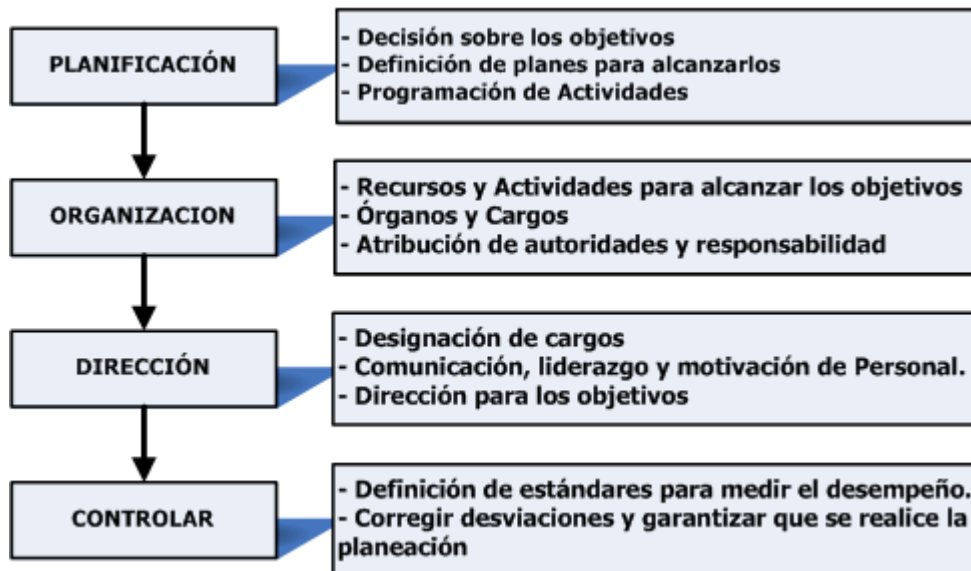 PLANIFICACIÓN
- Decisión sobre los objetivos
- Definición de planes para alcanzarlos
- Programación de Actividades
ORGANIZACION
- Recursos y Actividades para alcanzar los objetivos
- Órganos y Cargos
- Atribución de autoridades y responsabilidad
DIRECCIÓN
- Designación de cargos
- Comunicación, liderazgo y motivación de Personal.
- Dirección para los objetivos
CONTROLAR
- Definición de estándares para medir el desempeño.
- Corregir desviaciones y garantizar que se realice la
planeación